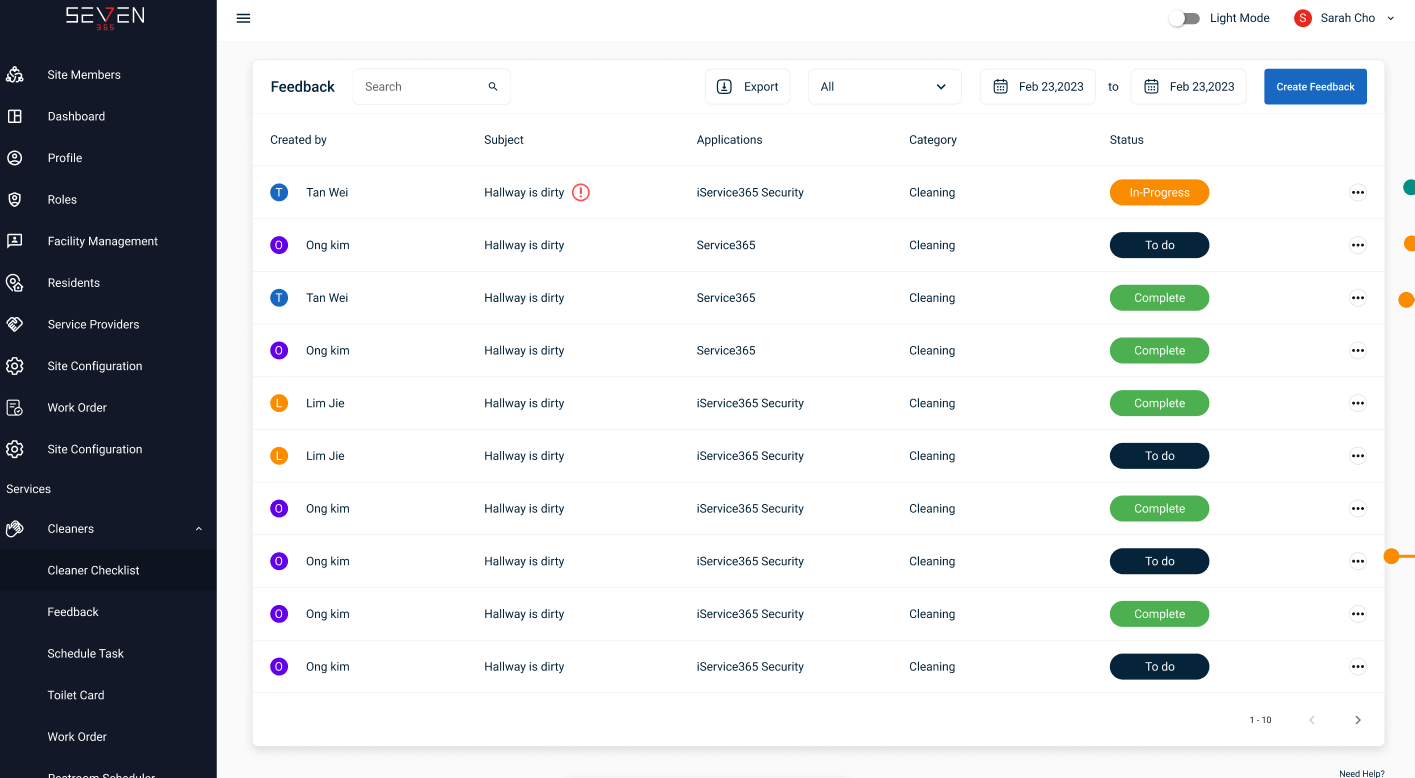 SEVEN
365
Light Mode
S
Sarah Cho
Site Members
Dashboard
Profile
Roles
Facility Management
Residents
Service Providers
Site Configuration
Work Order
Site Configuration
Services
Cleaners
Cleaner Checklist
Feedback
Schedule Task
Toilet Card
Work Order
Restroom Scheduler
Feedback
Search
Export
All
Feb 23,2023
to
Feb 23,2023
Create Feedback
Created by Subject Applications Category Status
T Tan Wei Hallway is dirty ! iService365 Security Cleaning In-Progress
O Ong kim Hallway is dirty Service365 Cleaning To do
T Tan Wei Hallway is dirty Service365 Cleaning Complete
O Ong kim Hallway is dirty Service365 Cleaning Complete
L Lim Jie Hallway is dirty iService365 Security Cleaning Complete
L Lim Jie Hallway is dirty iService365 Security Cleaning To do
O Ong kim Hallway is dirty iService365 Security Cleaning Complete
O Ong kim Hallway is dirty iService365 Security Cleaning To do
O Ong kim Hallway is dirty iService365 Security Cleaning Complete
O Ong kim Hallway is dirty iService365 Security Cleaning To do
1 - 10
Need Help?